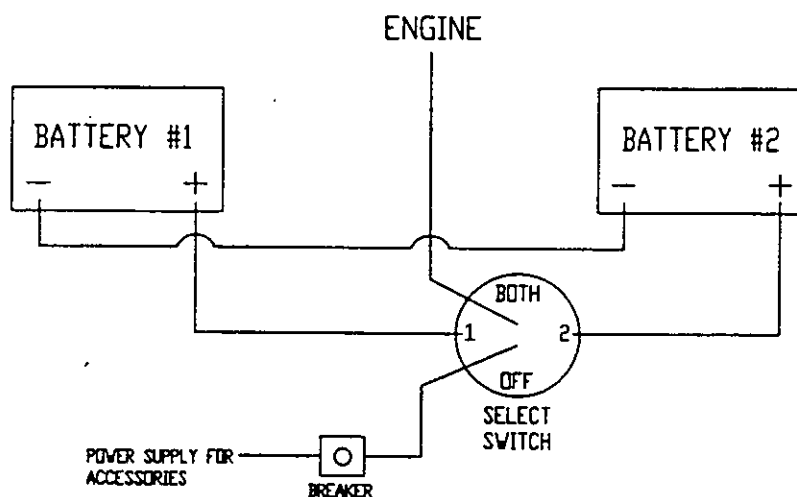 ENGINE
BATTERY #1
BATTERY #2
- +
- +
BOTH
1
2
OFF
SELECT
SWITCH
POWER SUPPLY FOR
ACCESSORIES
BREAKER